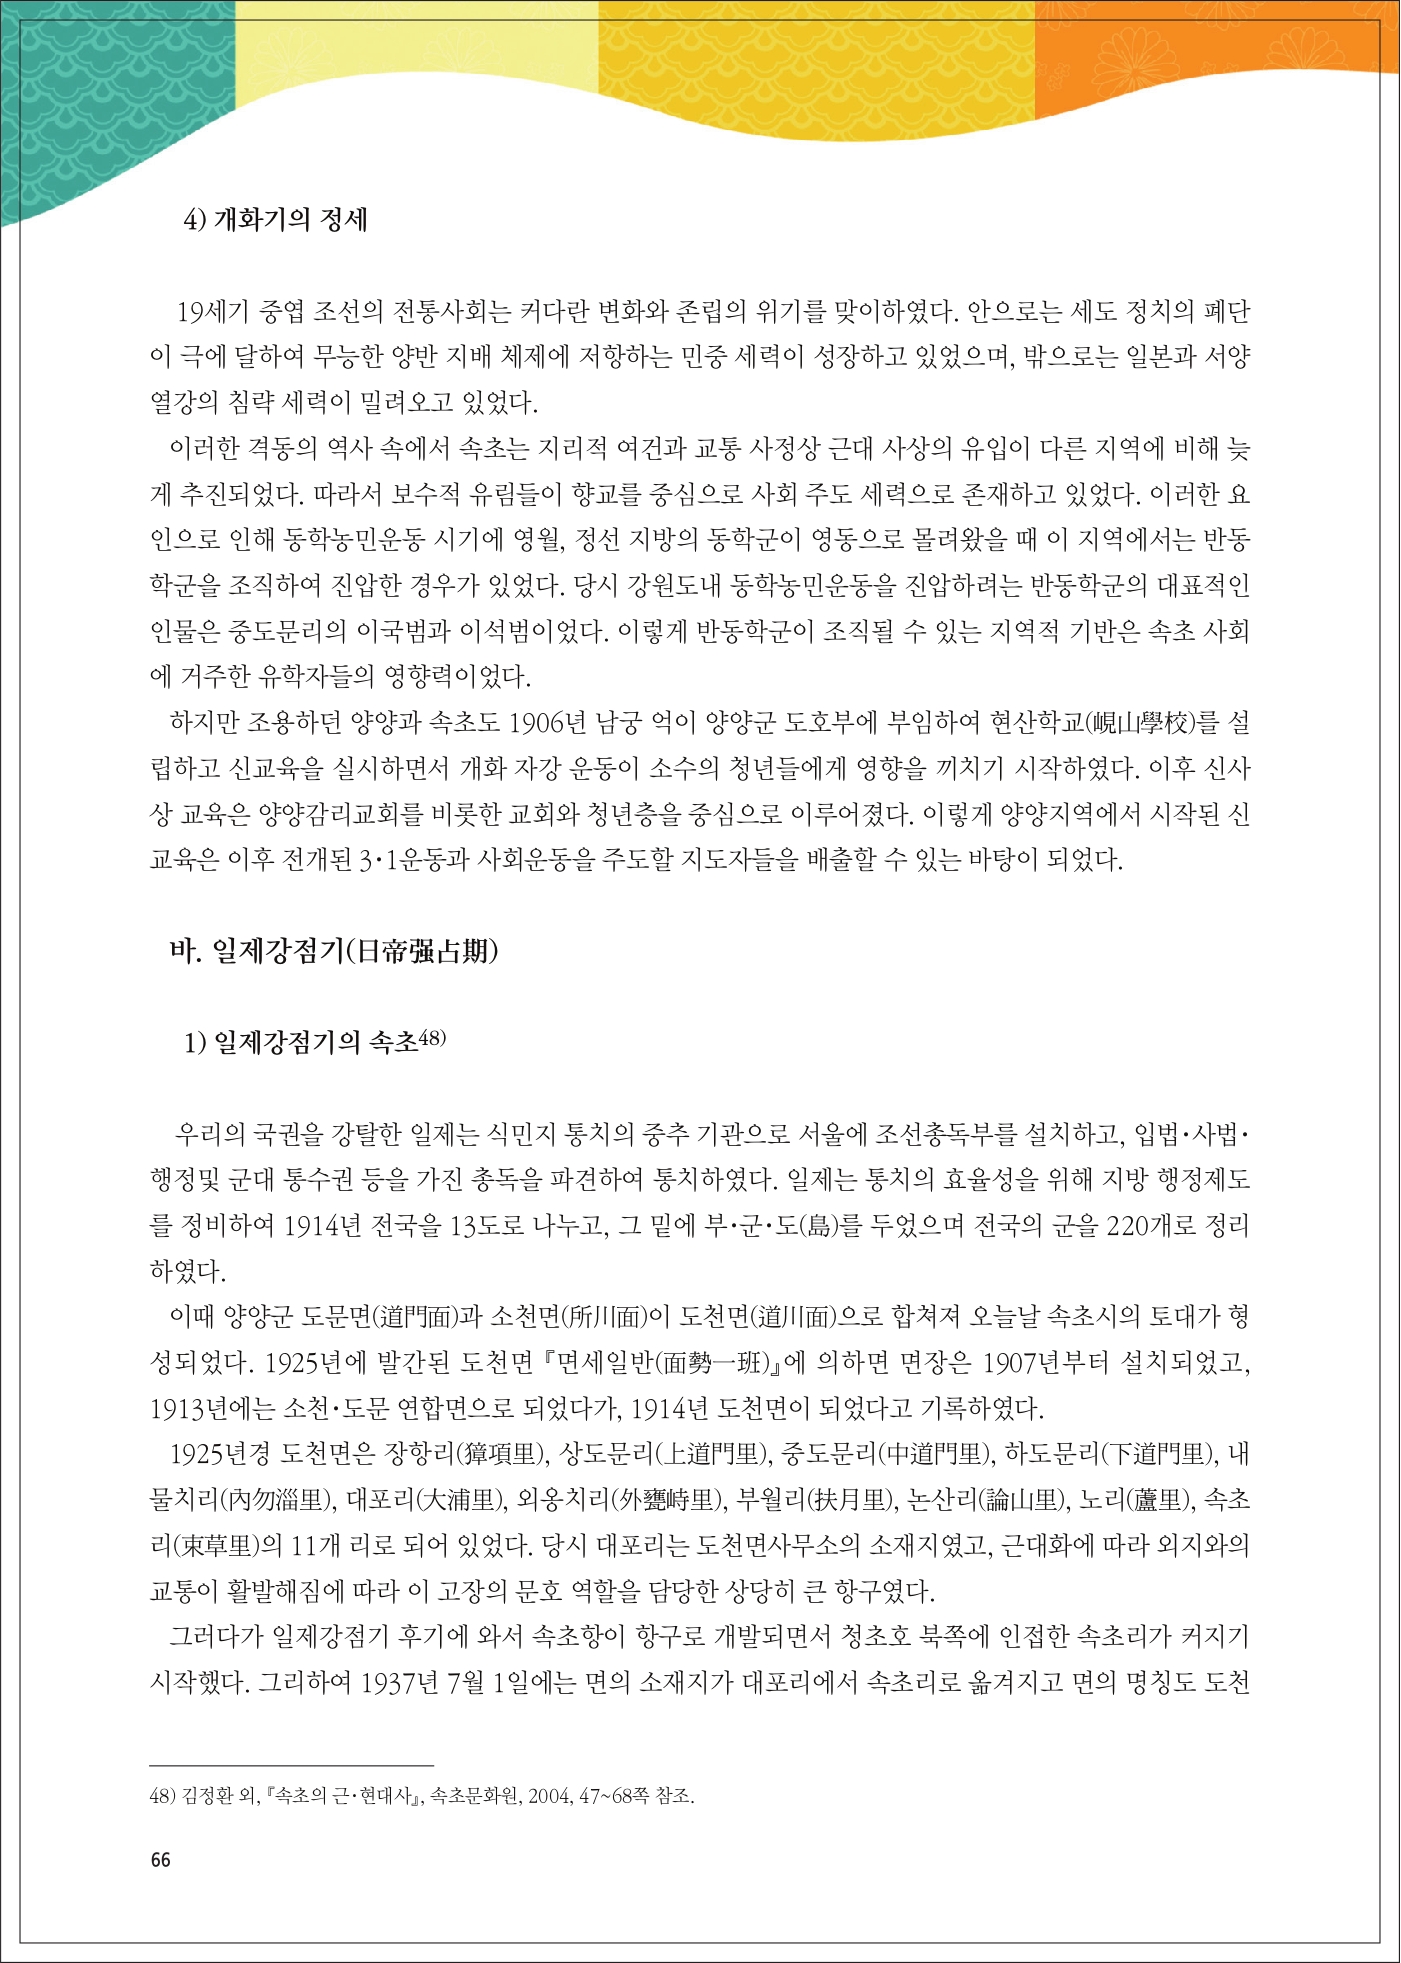 4) 개화기의 정세
19세기 중엽 조선의 전통사회는 커다란 변화와 존립의 위기를 맞이하였다. 안으로는 세도 정치의 폐단
이 극에 달하여 무능한 양반 지배 체제에 저항하는 민중 세력이 성장하고 있었으며, 밖으로는 일본과 서양
열강의 침략 세력이 밀려오고 있었다.
이러한 격동의 역사 속에서 속초는 지리적 여건과 교통 사정상 근대 사상의 유입이 다른 지역에 비해 늦
게 추진되었다. 따라서 보수적 유림들이 향교를 중심으로 사회 주도 세력으로 존재하고 있었다. 이러한 요
인으로 인해 동학농민운동 시기에 영월, 정선 지방의 동학군이 영동으로 몰려왔을 때 이 지역에서는 반동
학군을 조직하여 진압한 경우가 있었다. 당시 강원도내 동학농민운동을 진압하려는 반동학군의 대표적인
인물은 중도문리의 이국범과 이석범이었다. 이렇게 반동학군이 조직될 수 있는 지역적 기반은 속초 사회
에 거주한 유학자들의 영향력이었다.
하지만 조용하던 양양과 속초도 1906년 남궁 억이 양양군 도호부에 부임하여 현산학교(峴山學校)를 설
립하고 신교육을 실시하면서 개화 자강 운동이 소수의 청년들에게 영향을 끼치기 시작하였다. 이후 신사
상 교육은 양양감리교회를 비롯한 교회와 청년층을 중심으로 이루어졌다. 이렇게 양양지역에서 시작된 신
교육은 이후 전개된 3·1운동과 사회운동을 주도할 지도자들을 배출할 수 있는 바탕이 되었다.
바. 일제강점기(日帝强占期)
1) 일제강점기의 속초48)
우리의 국권을 강탈한 일제는 식민지 통치의 중추 기관으로 서울에 조선총독부를 설치하고, 입법·사법·
행정및 군대 통수권 등을 가진 총독을 파견하여 통치하였다. 일제는 통치의 효율성을 위해 지방 행정제도
를 정비하여 1914년 전국을 13도로 나누고, 그 밑에 부·군·도(島)를 두었으며 전국의 군을 220개로 정리
하였다.
이때 양양군 도문면(道門面)과 소천면(所川面)이 도천면(道川面)으로 합쳐져 오늘날 속초시의 토대가 형
성되었다. 1925년에 발간된 도천면 『면세일반(面勢一班)』에 의하면 면장은 1907년부터 설치되었고,
1913년에는 소천·도문 연합면으로 되었다가, 1914년 도천면이 되었다고 기록하였다.
1925년경 도천면은 장항리(獐項里), 상도문리(上道門里), 중도문리(中道門里), 하도문리(下道門里), 내
물치리(內勿淄里), 대포리(大浦里), 외옹치리(外甕峙里), 부월리(扶月里), 논산리(論山里), 노리(蘆里), 속초
리(束草里)의 11개 리로 되어 있었다. 당시 대포리는 도천면사무소의 소재지였고, 근대화에 따라 외지와의
교통이 활발해짐에 따라 이 고장의 문호 역할을 담당한 상당히 큰 항구였다.
그러다가 일제강점기 후기에 와서 속초항이 항구로 개발되면서 청초호 북쪽에 인접한 속초리가 커지기
시작했다. 그리하여 1937년 7월 1일에는 면의 소재지가 대포리에서 속초리로 옮겨지고 면의 명칭도 도천
48) 김정환 외, 『속초의 근·현대사』, 속초문화원, 2004, 47~68쪽 참조.
66